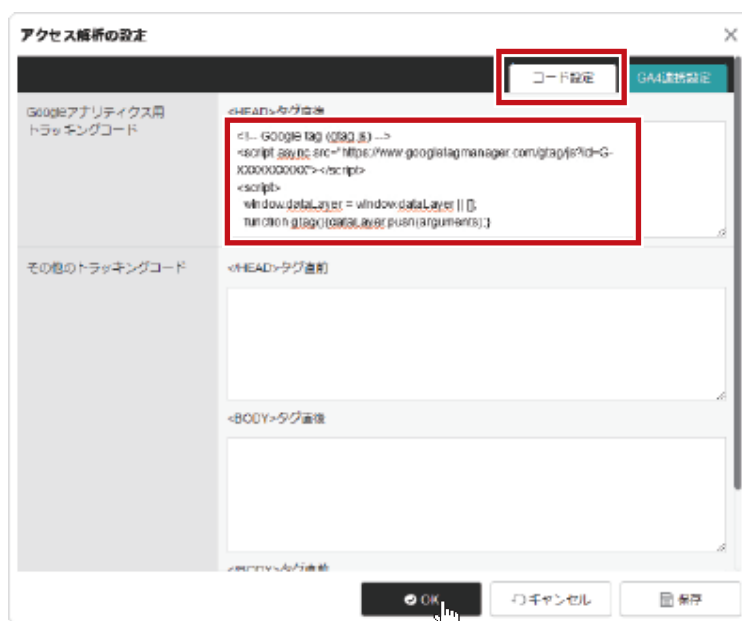 アクセス解析の設定
コード設定
GA4連携設定
Googleアナリティクス用
トラッキングコード
<HEAD>タグ直後
<!-- Google tag (gtag.js) -->
<script async src="https://www.googletagmanager.com/gtag/js?id=G-
XXXXXXXXXX"></script>
<script>
window.dataLayer = window.dataLayer || [];
function gtag(){dataLayer.push(arguments);}
その他のトラッキングコード
</HEAD>タグ直前
<BODY>タグ直後
OK
キャンセル
保存